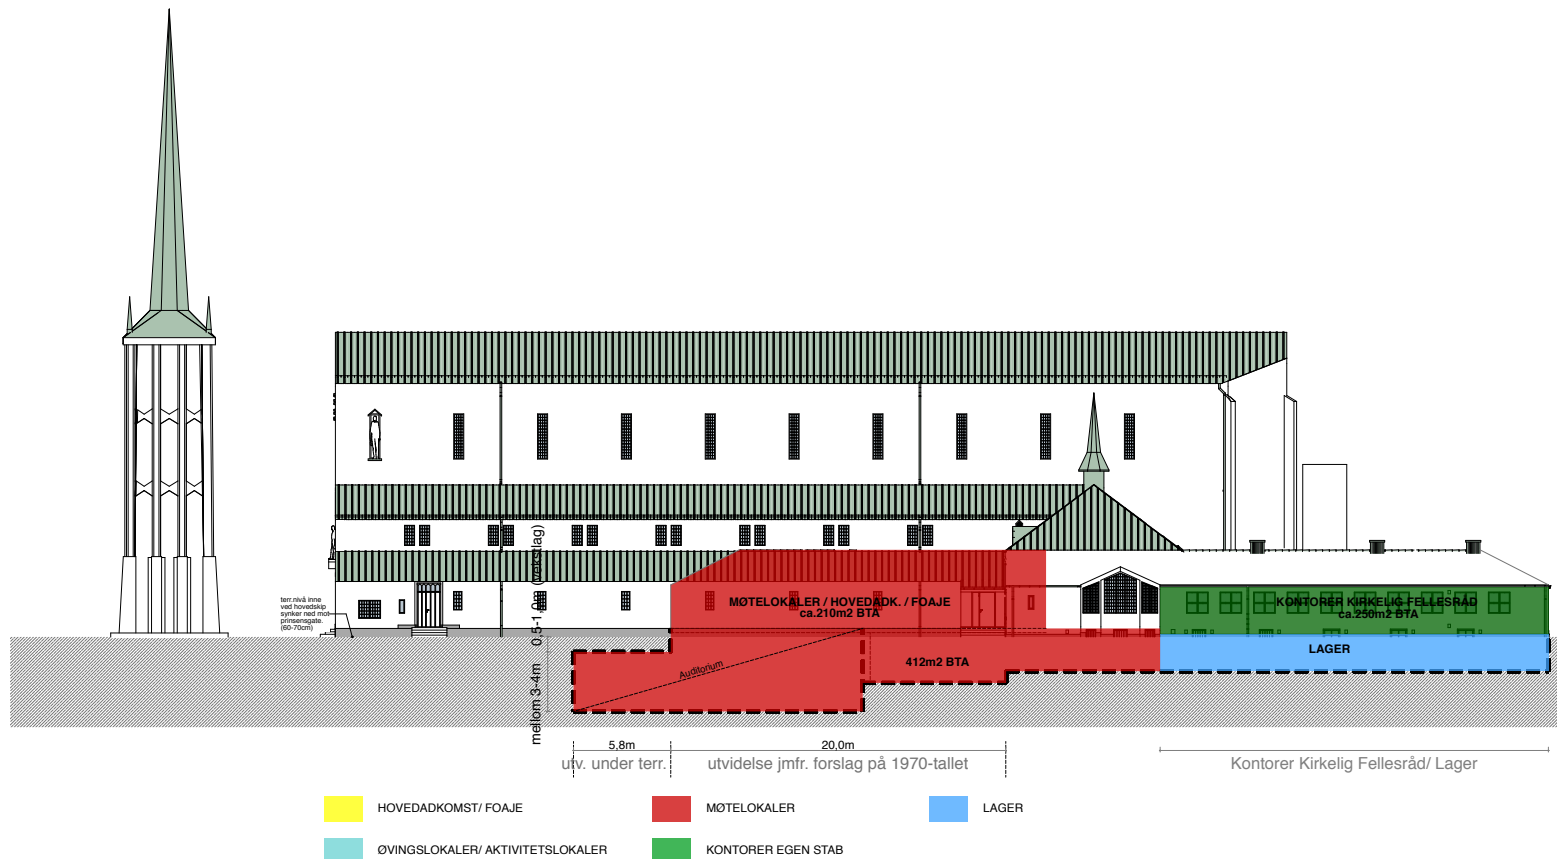 terr.nivå inne
ved hovedskip
synker ned mot
prinsensgate.
(60-70cm)
0,5-1,0m (vekstlag)
mellom 3-4m
MØTELOKALER / HOVEDADK. / FOAJE
ca.210m2 BTA
KONTORER KIRKELIG FELLESRÅD
ca.250m2 BTA
Auditorium
412m2 BTA
LAGER
5,8m
20,0m
utv. under terr.
utvidelse jmfr. forslag på 1970-tallet
Kontorer Kirkelig Fellesråd/ Lager
HOVEDADKOMST/ FOAJE
MØTELOKALER
LAGER
ØVINGSLOKALER/ AKTIVITETSLOKALER
KONTORER EGEN STAB